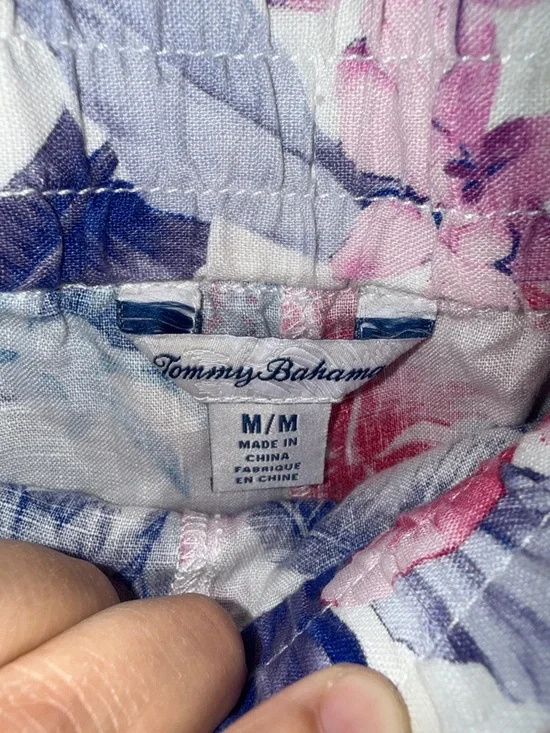 Tommy Bahama
M/M
MADE IN
CHINA
FABRIQUE
EN CHINE